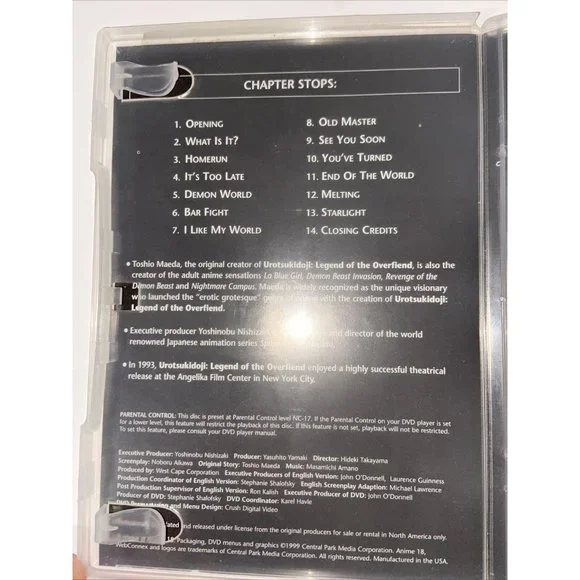 CHAPTER STOPS:
1. OPENING
2. WHAT IS IT?
3. HOMERUN
4. IT'S TOO LATE
5. DEMON WORLD
6. BAR FIGHT
7. I LIKE MY WORLD
8. OLD MASTER
9. SEE YOU SOON
10. YOU'VE TURNED
11. END OF THE WORLD
12. MELTING
13. STARLIGHT
14. CLOSING CREDITS
• Toshio Maeda, the original creator of Urotsukidoji: Legend of the Overfiend, is also the
creator of the adult anime sensations La Blue Girl, Demon Beast Invasion, Revenge of the
Demon Beast and Nightmare Campus. Maeda is widely recognized as the unique visionary
who launched the "erotic grotesque" with the creation of Urotsukidoji:
Legend of the Overfiend.
• Executive producer Yoshinobu Nishizaki and director of the world
renowned Japanese animation series
• In 1993, Urotsukidoji: Legend of the Overfiend enjoyed a highly successful theatrical
release at the Angelika Film Center in New York City.
PARENTAL CONTROL: This disc is preset at Parental Control level NC-17. If the Parental Control on your DVD player is set
for a lower level, this feature will restrict the playback of this disc. If this feature is not set, playback will not be restricted.
To set this feature, please consult your DVD player manual.
Executive Producer: Yoshinobu Nishizaki Producer: Yasuhito Yamaki Director: Hideki Takayama
Screenplay: Noboru Aikawa Original Story: Toshio Maeda Music: Masamichi Amano
Produced by: West Cape Corporation Executive Producers of English Version: John O'Donnell, Laurence Guinness
Production Coordinator of English Version: Stephanie Shalofsky English Screenplay Adaption: Michael Lawrence
Post Production Supervisor of English Version: Ron Kalish Executive Producer of DVD: John O'Donnell
Producer of DVD: Stephanie Shalofsky DVD Coordinator: Karel Havle
and Menu Design: Crush Digital Video
and released under license from the original producers for sale or rental in North America only.
Packaging, DVD menus and graphics ©1999 Central Park Media Corporation. Anime 18,
WebConnex and logos are trademarks of Central Park Media Corporation. All rights reserved. Manufactured in the USA.